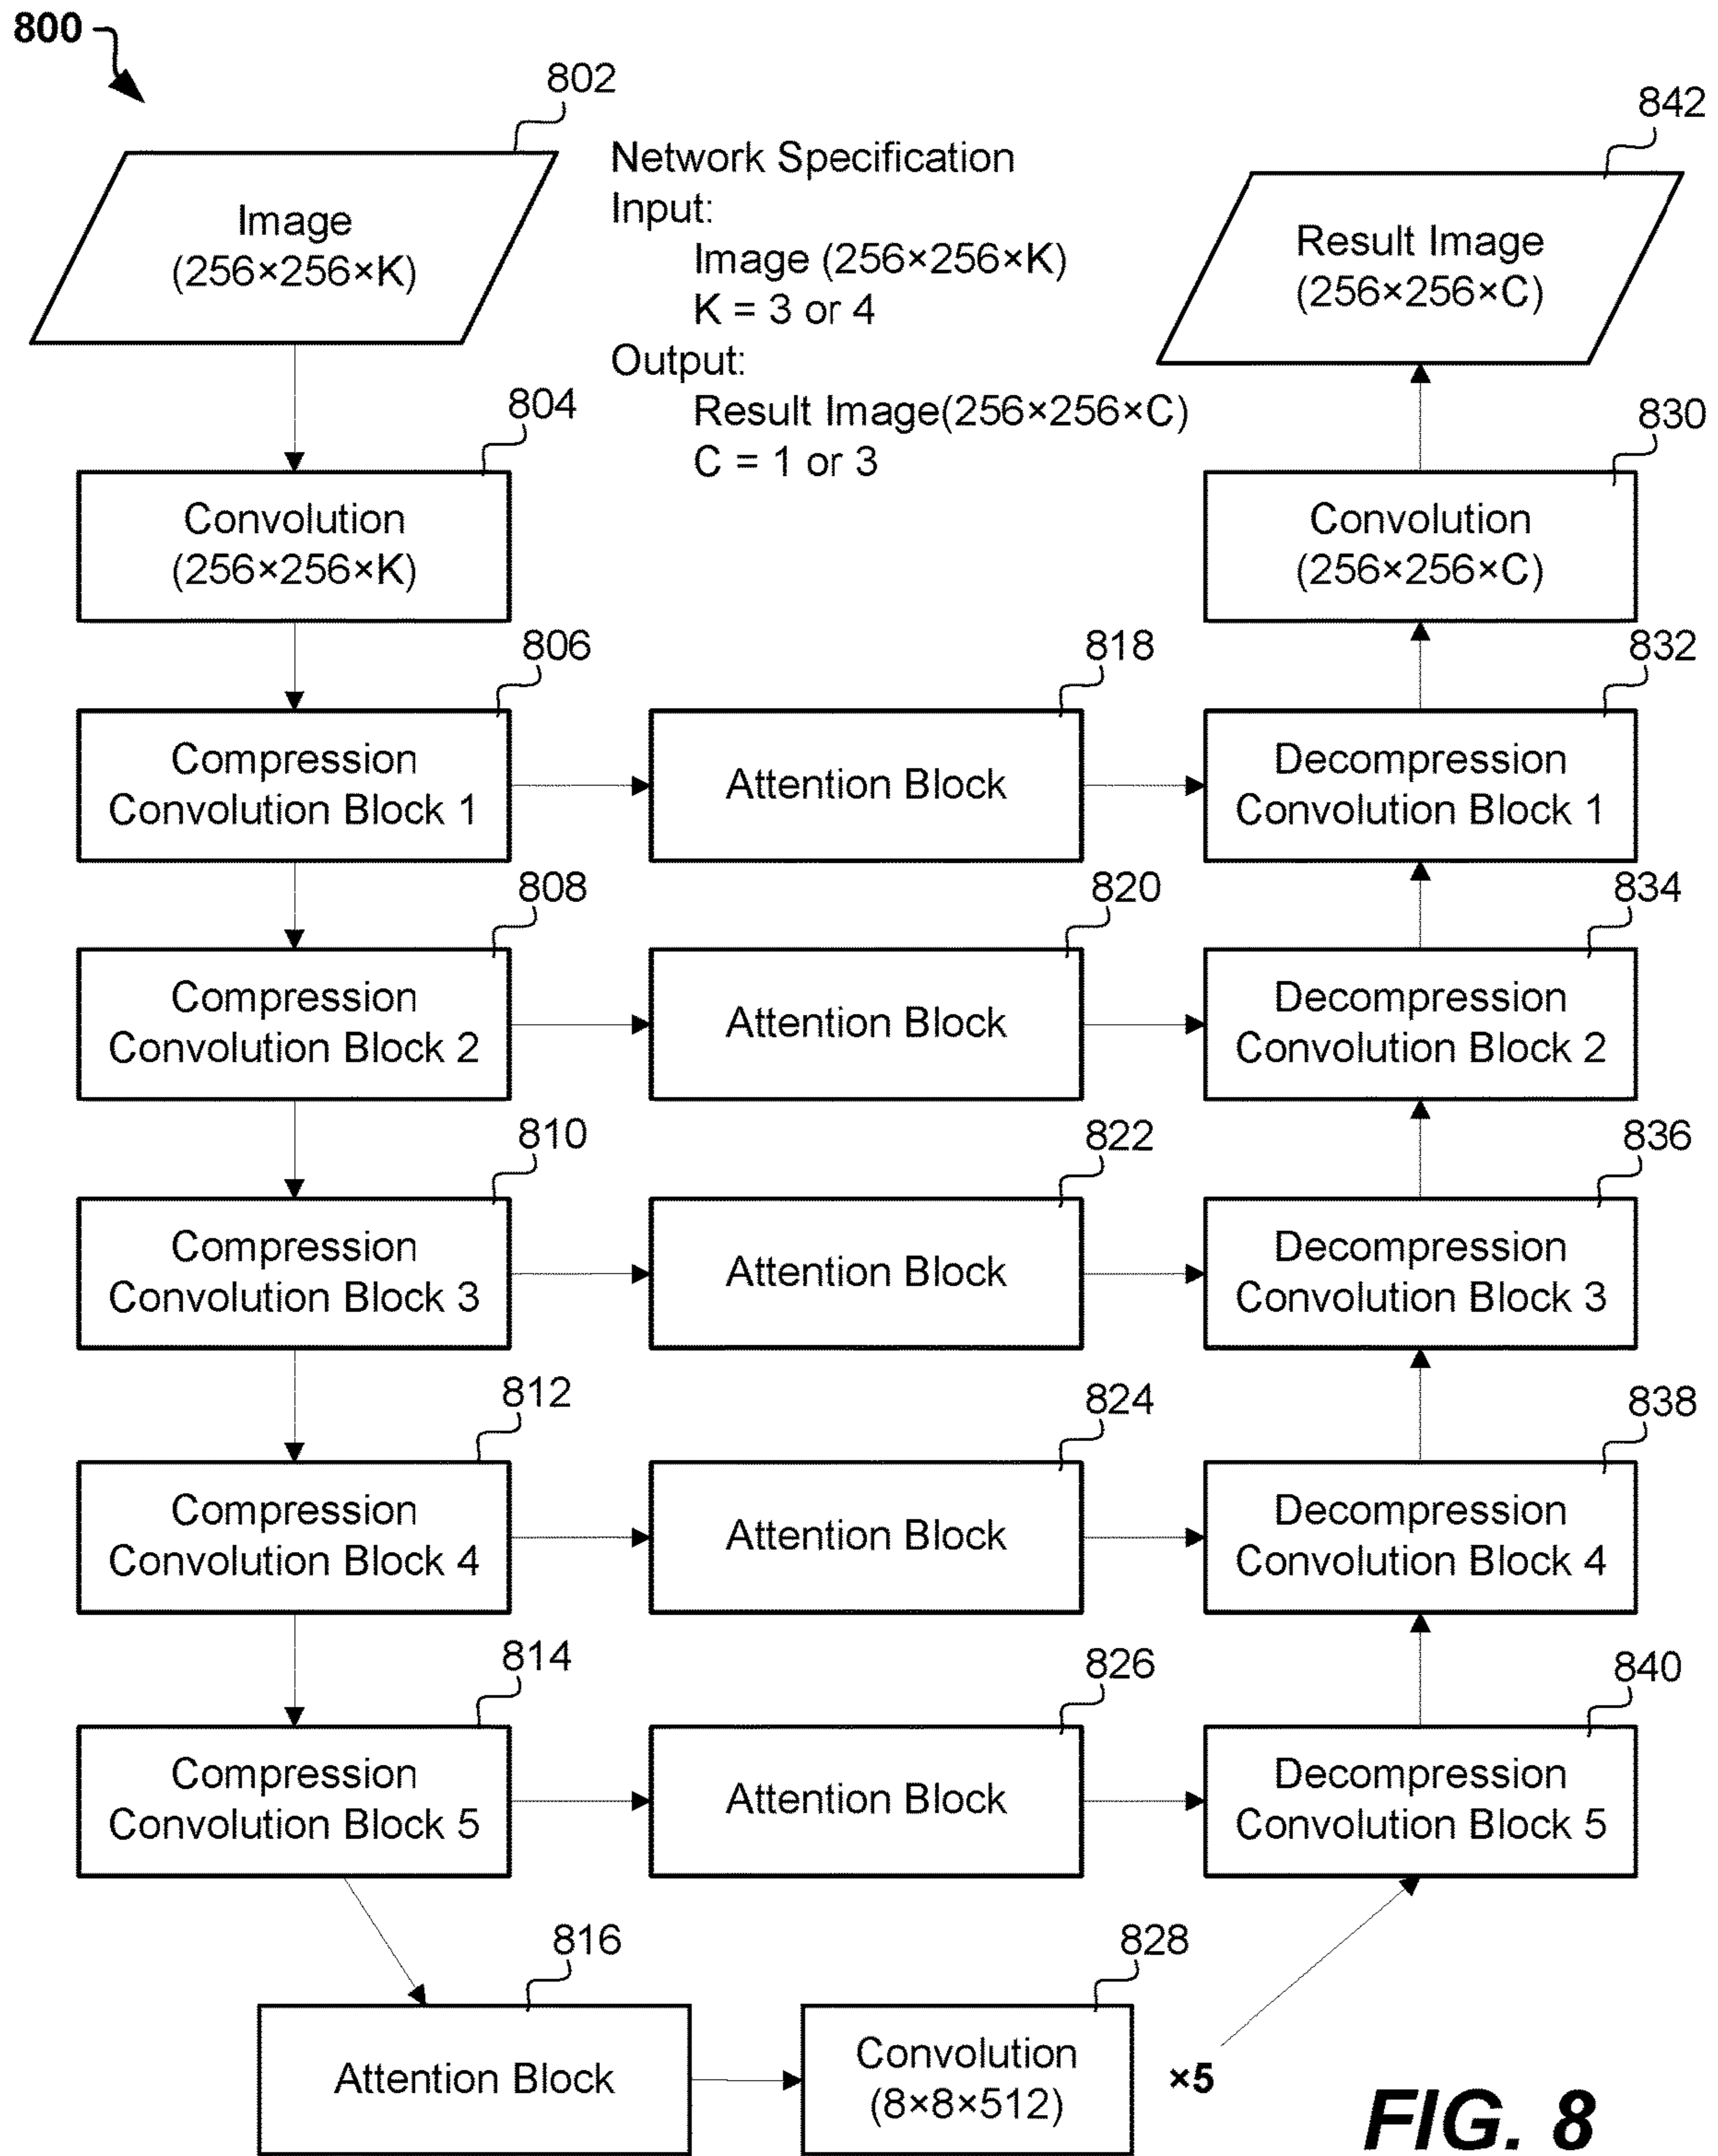 800
802
842
Image
(256×256×K)
Network Specification
Input:
Image (256×256×K)
K = 3 or 4
Output:
Result Image(256×256×C)
C = 1 or 3
Result Image
(256×256×C)
804
830
Convolution
(256×256×K)
Convolution
(256×256×C)
806
818
832
Compression
Convolution Block 1
Attention Block
Decompression
Convolution Block 1
808
820
834
Compression
Convolution Block 2
Attention Block
Decompression
Convolution Block 2
810
822
836
Compression
Convolution Block 3
Attention Block
Decompression
Convolution Block 3
812
824
838
Compression
Convolution Block 4
Attention Block
Decompression
Convolution Block 4
814
826
840
Compression
Convolution Block 5
Attention Block
Decompression
Convolution Block 5
816
828
Attention Block
Convolution
(8×8×512)
×5
FIG. 8